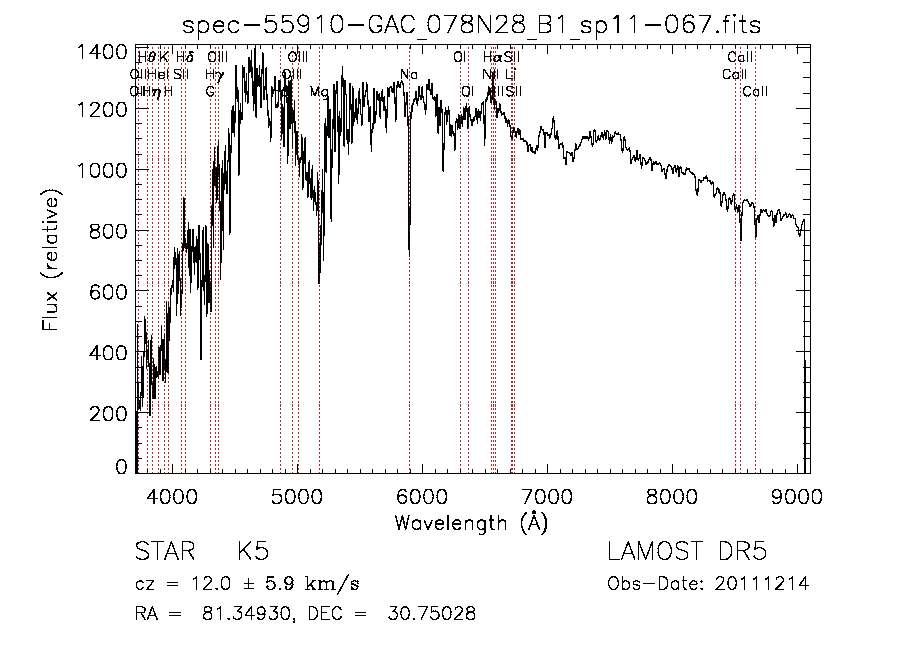 spec-55910-GAC_078N28_B1_sp11-067.fits
Hθ K Hδ OIII OIII OI Hα SII CaII
OII HeI SII Hγ OIII Na NII Li CaII
OII Hη H G Mg OI NII SII CaII
1400
1200
1000
800
600
400
200
0
Flux (relative)
4000 5000 6000 7000 8000 9000
Wavelength (Å)
STAR K5 LAMOST DR5
cz = 12.0 ± 5.9 km/s Obs-Date: 20111214
RA = 81.34930, DEC = 30.75028